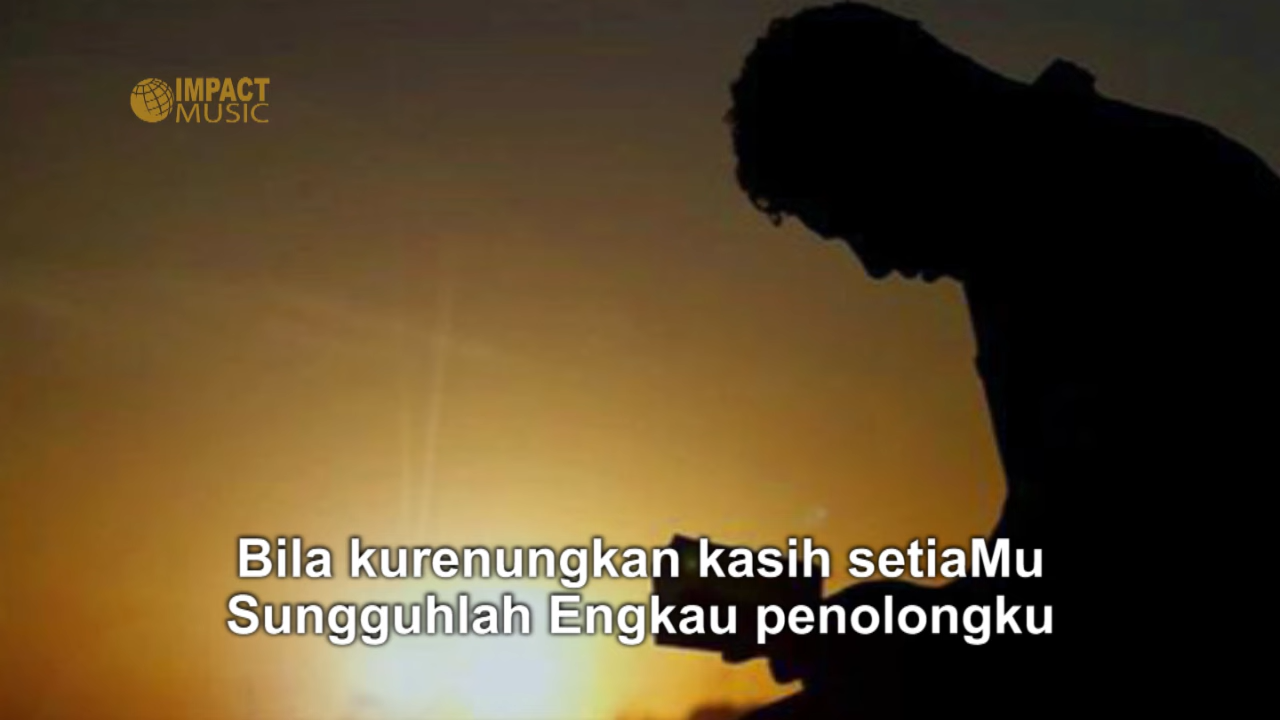 IMPACT
MUSIC
Bila kurenungkan kasih setiaMu
Sungguhlah Engkau penolongku